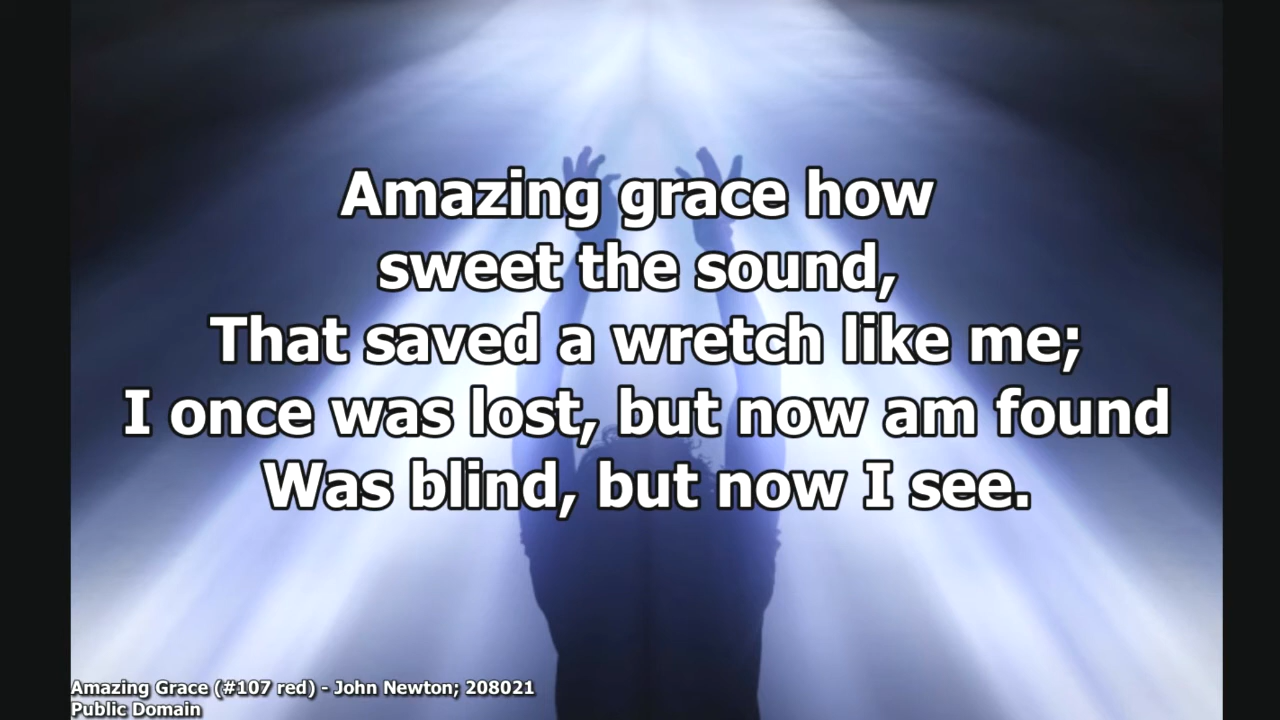 Amazing grace how
sweet the sound,
That saved a wretch like me;
I once was lost, but now am found
Was blind, but now I see.
Amazing Grace (#107 red) - John Newton; 208021
Public Domain